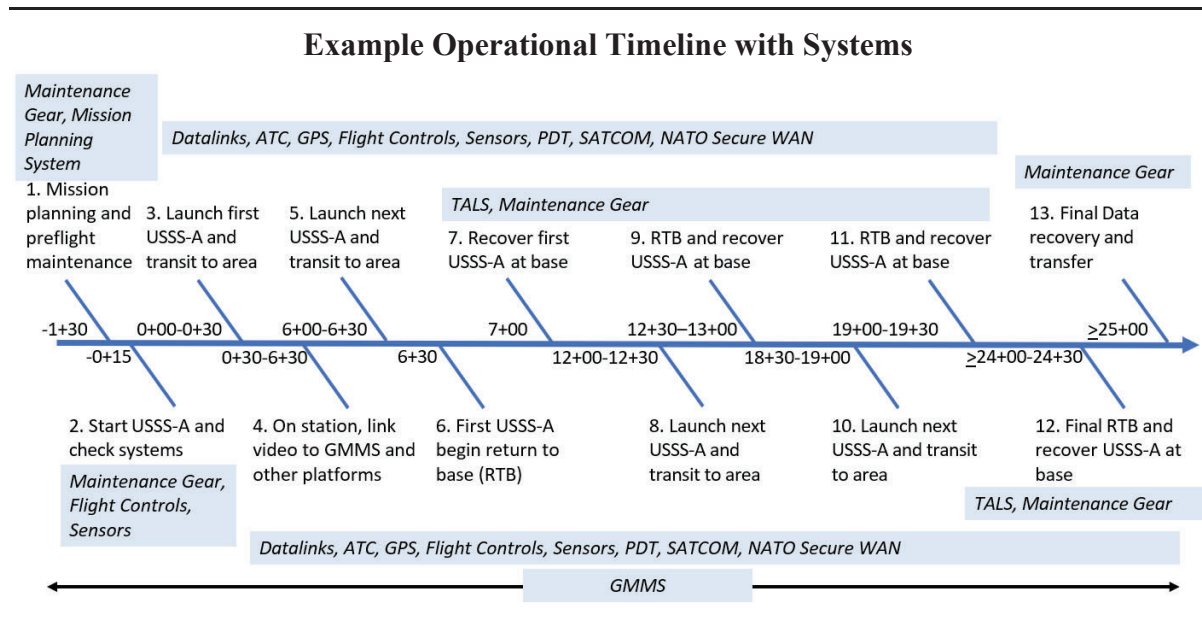 Example Operational Timeline with Systems
Maintenance
Gear, Mission
Planning
System
Datalinks, ATC, GPS, Flight Controls, Sensors, PDT, SATCOM, NATO Secure WAN
Maintenance Gear
TALS, Maintenance Gear
1. Mission
planning and
preflight
maintenance
3. Launch first
USSS-A and
transit to area
5. Launch next
USSS-A and
transit to area
7. Recover first
USSS-A at base
9. RTB and recover
USSS-A at base
11. RTB and recover
USSS-A at base
13. Final Data
recovery and
transfer
-1+30
0+00-0+30
6+00-6+30
7+00
12+30–13+00
19+00-19+30
≥25+00
-0+15
0+30-6+30
6+30
12+00-12+30
18+30-19+00
≥24+00-24+30
2. Start USSS-A and
check systems
4. On station, link
video to GMMS and
other platforms
6. First USSS-A
begin return to
base (RTB)
8. Launch next
USSS-A and
transit to area
10. Launch next
USSS-A and transit
to area
12. Final RTB and
recover USSS-A at
base
Maintenance Gear,
Flight Controls,
Sensors
TALS, Maintenance Gear
Datalinks, ATC, GPS, Flight Controls, Sensors, PDT, SATCOM, NATO Secure WAN
GMMS